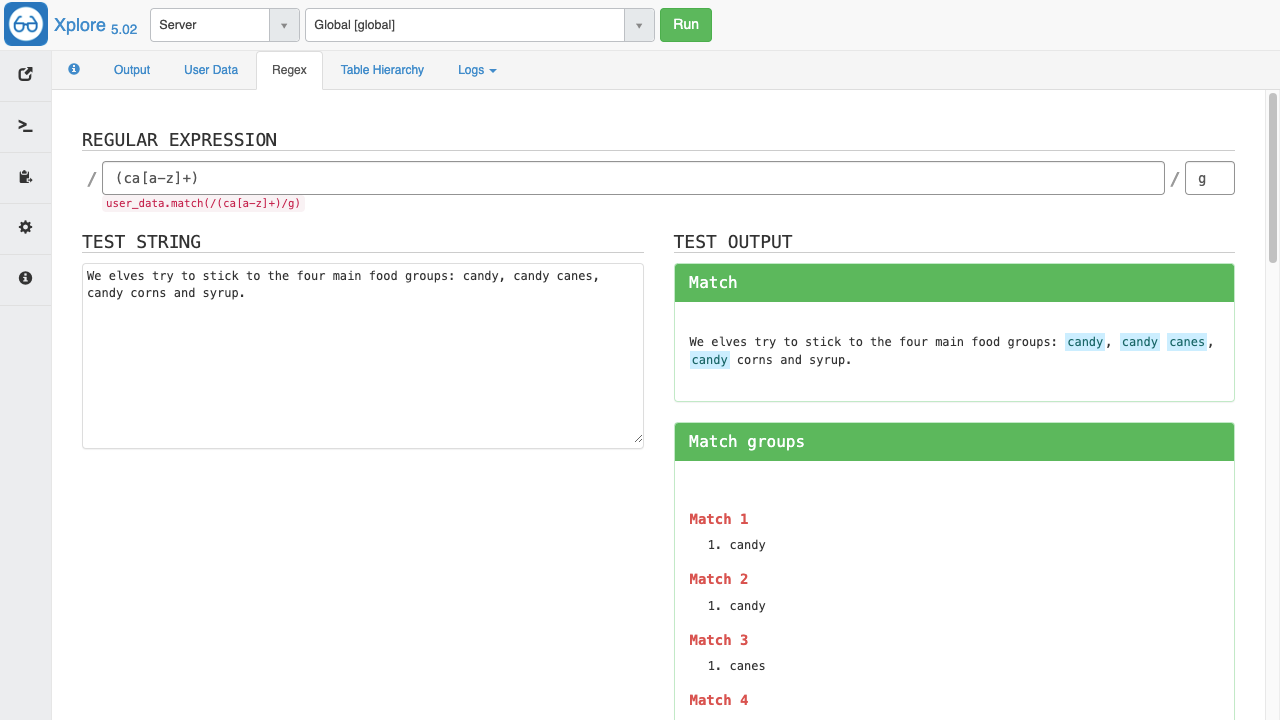 Xplore 5.02
Server
Global [global]
Run
Output
User Data
Regex
Table Hierarchy
Logs
REGULAR EXPRESSION
/
(ca[a-z]+)
/
g
user_data.match(/(ca[a-z]+)/g)
TEST STRING
We elves try to stick to the four main food groups: candy, candy canes,
candy corns and syrup.
TEST OUTPUT
Match
We elves try to stick to the four main food groups: candy, candy canes,
candy corns and syrup.
Match groups
Match 1
1. candy
Match 2
1. candy
Match 3
1. canes
Match 4